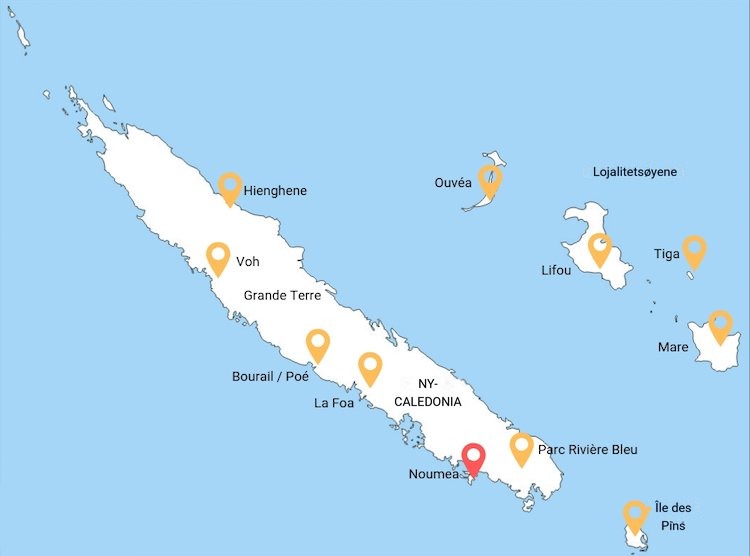 Lojalitetsøyene
Ouvéa
Hienghene
Tiga
Voh
Lifou
Grande Terre
Mare
Bourail / Poé
NY-
CALEDONIA
La Foa
Parc Rivière Bleu
Noumea
Île des
Pîns